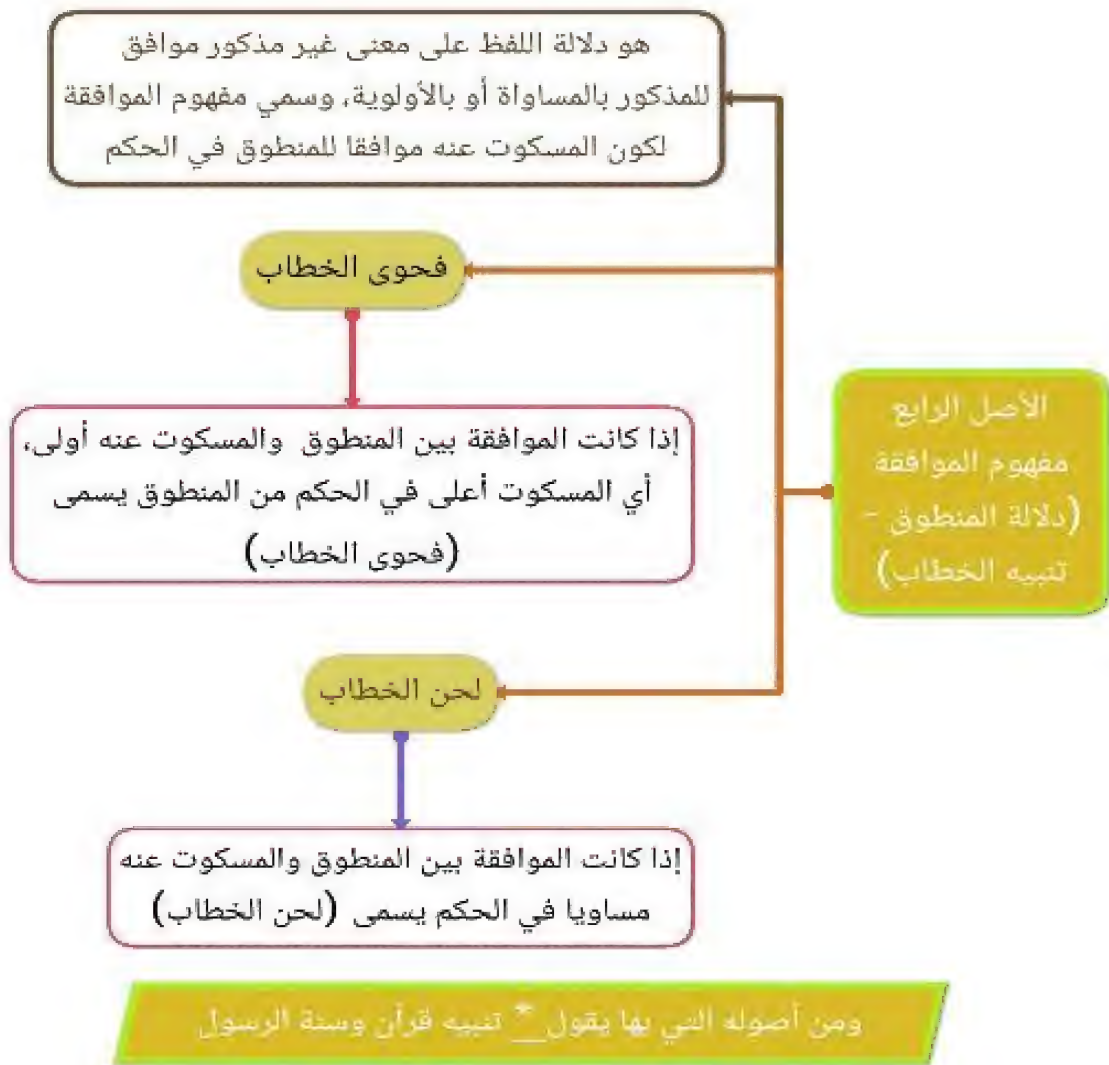 هو دلالة اللفظ على معنى غير مذكور موافق
للمذكور بالمساواة أو بالأولوية، وسمي مفهوم الموافقة
لكون المسكوت عنه موافقا للمنطوق في الحكم
فحوى الخطاب
إذا كانت الموافقة بين المنطوق والمسكوت عنه أولى،
أي المسكوت أعلى في الحكم من المنطوق يسمى
(فحوى الخطاب)
الأصل الرابع
مفهوم الموافقة
(دلالة المنطوق -
تنبيه الخطاب)
لحن الخطاب
إذا كانت الموافقة بين المنطوق والمسكوت عنه
مساويا في الحكم يسمى (لحن الخطاب)
ومن أصوله التي بها يقول__* تنبيه قرآن وسنة الرسول